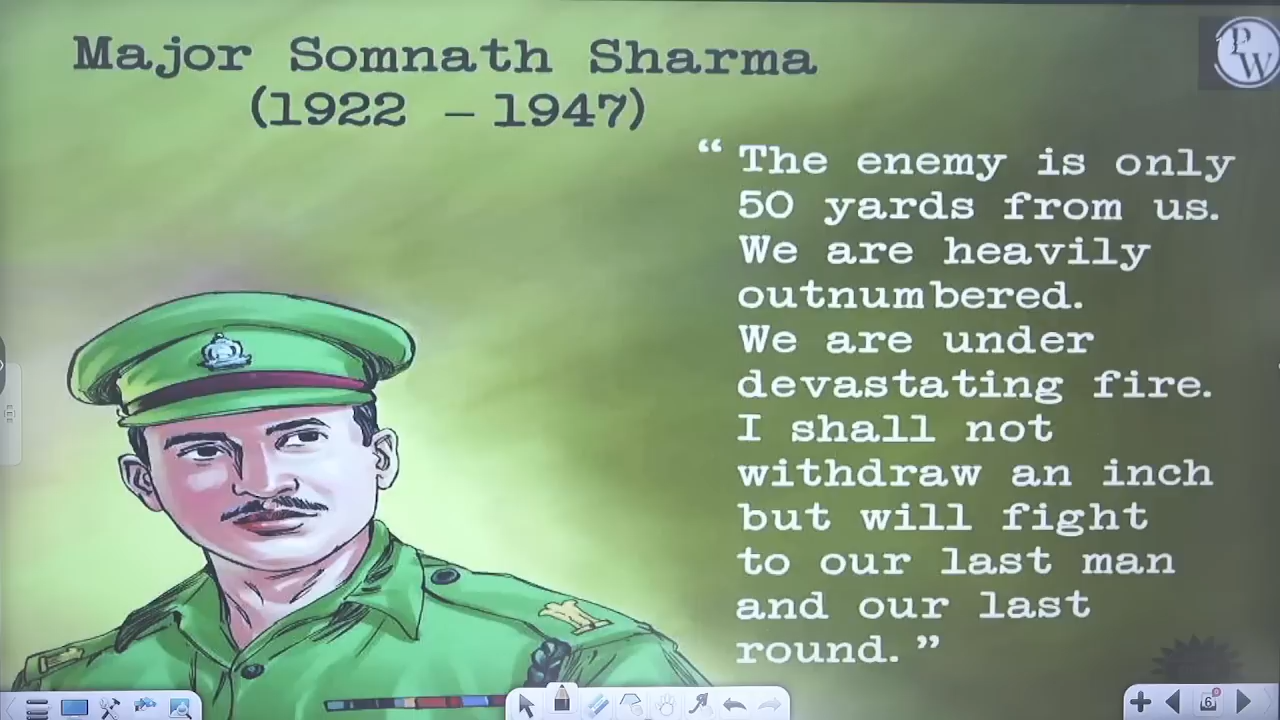 Major Somnath Sharma
(1922 – 1947)
PW
“ The enemy is only
50 yards from us.
We are heavily
outnumbered.
We are under
devastating fire.
I shall not
withdraw an inch
but will fight
to our last man
and our last
round. ”
6